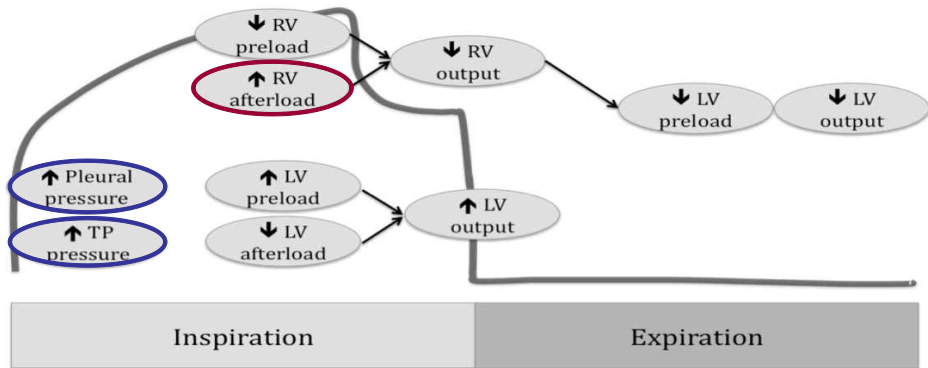 ↓ RV
preload
↑ RV
afterload
↓ RV
output
↓ LV
preload
↓ LV
output
↑ Pleural
pressure
↑ TP
pressure
↑ LV
preload
↓ LV
afterload
↑ LV
output
Inspiration
Expiration